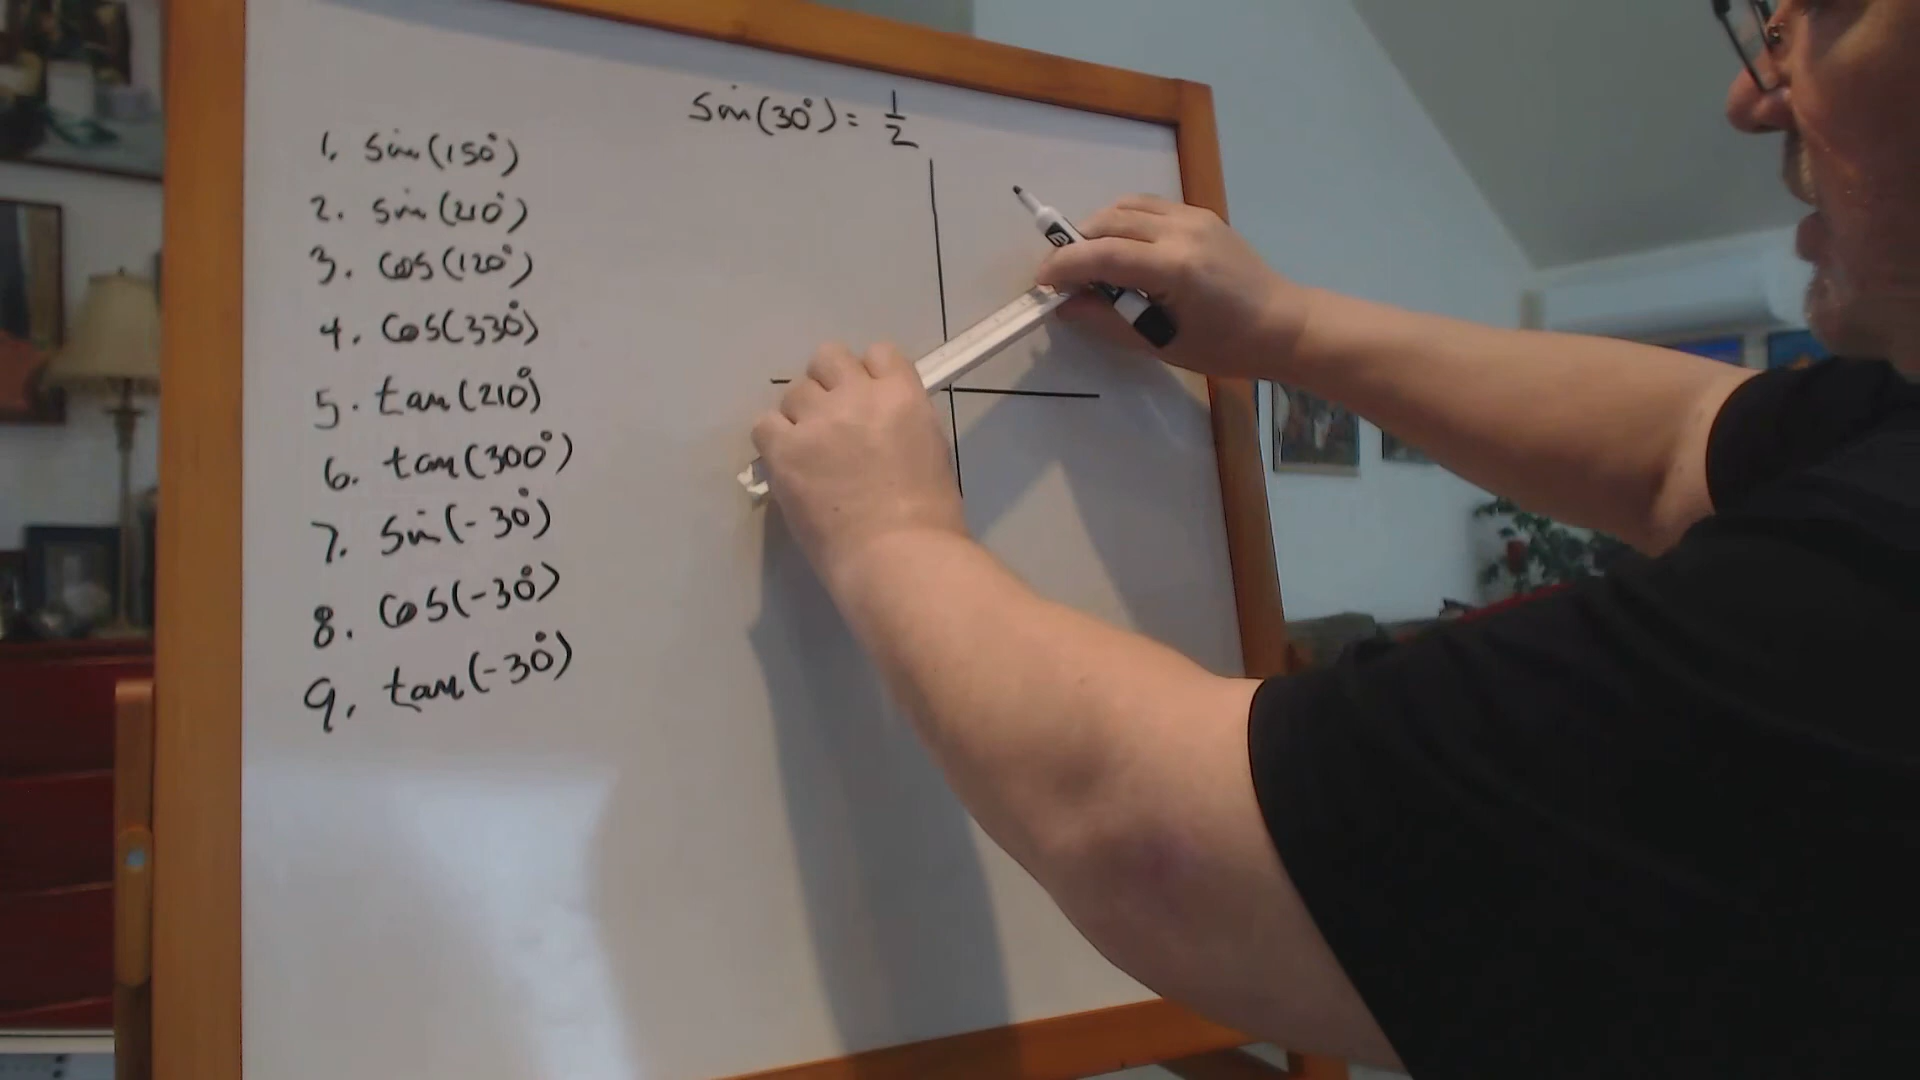 sin(30°) = 1/2
1. sin(150°)
2. sin(210°)
3. cos(120°)
4. cos(330°)
5. tan(210°)
6. tan(300°)
7. sin(-30°)
8. cos(-30°)
9. tan(-30°)